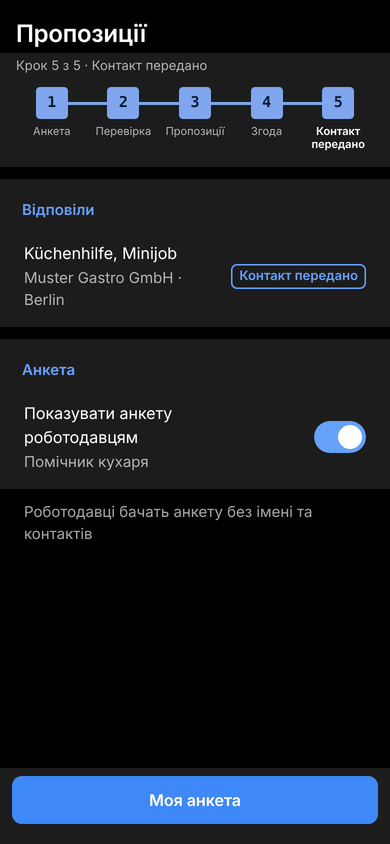 Пропозиції
Крок 5 з 5 · Контакт передано
1 2 3 4 5
Анкета Перевірка Пропозиції Згода Контакт
передано
Відповіли
Küchenhilfe, Minijob
Muster Gastro GmbH ·
Berlin
Контакт передано
Анкета
Показувати анкету
роботодавцям
Помічник кухаря
Роботодавці бачать анкету без імені та
контактів
Моя анкета